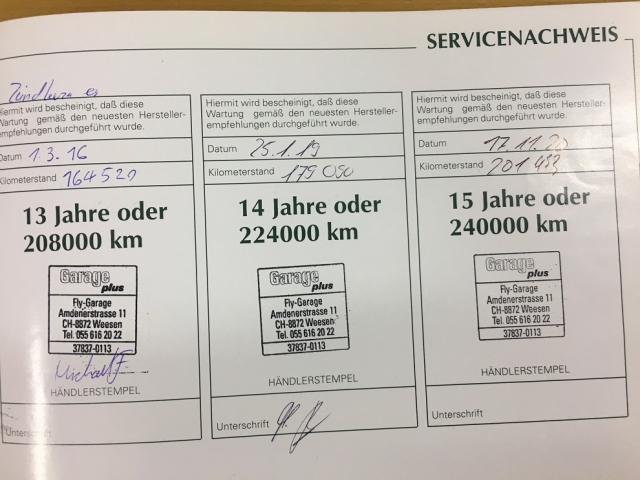 SERVICENACHWEIS
Hiermit wird bescheinigt, daß diese
Wartung gemäß den neuesten Hersteller-
empfehlungen durchgeführt wurde.
Datum 1.3.16
Kilometerstand 164520
13 Jahre oder
208000 km
Garage
plus
Fly-Garage
Amdenerstrasse 11
CH-8872 Weesen
Tel. 055 616 20 22
37837-0113
HÄNDLERSTEMPEL
Unterschrift
Hiermit wird bescheinigt, daß diese
Wartung gemäß den neuesten Hersteller-
empfehlungen durchgeführt wurde.
Datum 25.1.19
Kilometerstand 179050
14 Jahre oder
224000 km
Garage
plus
Fly-Garage
Amdenerstrasse 11
CH-8872 Weesen
Tel. 055 616 20 22
37837-0113
HÄNDLERSTEMPEL
Unterschrift
Hiermit wird bescheinigt, daß diese
Wartung gemäß den neuesten Hersteller-
empfehlungen durchgeführt wurde.
Datum 17.11.20
Kilometerstand
15 Jahre oder
240000 km
Garage
plus
Fly-Garage
Amdenerstrasse 11
CH-8872 Weesen
Tel. 055 616 20 22
37837-0113
HÄNDLERSTEMPEL
Unterschrift